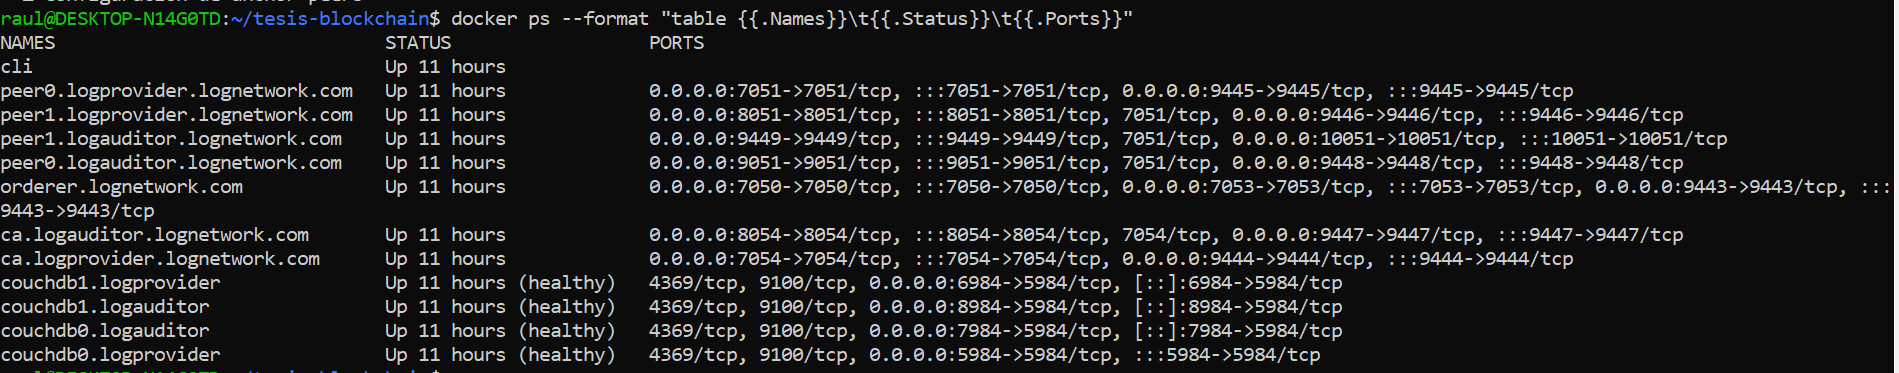 raul@DESKTOP-N14G0TD:~/tesis-blockchain$ docker ps --format "table {{.Names}}\t{{.Status}}\t{{.Ports}}"
NAMES STATUS PORTS
cli Up 11 hours
peer0.logprovider.lognetwork.com Up 11 hours 0.0.0.0:7051->7051/tcp, :::7051->7051/tcp, 0.0.0.0:9445->9445/tcp, :::9445->9445/tcp
peer1.logprovider.lognetwork.com Up 11 hours 0.0.0.0:8051->8051/tcp, :::8051->8051/tcp, 7051/tcp, 0.0.0.0:9446->9446/tcp, :::9446->9446/tcp
peer1.logauditor.lognetwork.com Up 11 hours 0.0.0.0:9449->9449/tcp, :::9449->9449/tcp, 7051/tcp, 0.0.0.0:10051->10051/tcp, :::10051->10051/tcp
peer0.logauditor.lognetwork.com Up 11 hours 0.0.0.0:9051->9051/tcp, :::9051->9051/tcp, 7051/tcp, 0.0.0.0:9448->9448/tcp, :::9448->9448/tcp
orderer.lognetwork.com Up 11 hours 0.0.0.0:7050->7050/tcp, :::7050->7050/tcp, 0.0.0.0:7053->7053/tcp, :::7053->7053/tcp, 0.0.0.0:9443->9443/tcp, :::
9443->9443/tcp
ca.logauditor.lognetwork.com Up 11 hours 0.0.0.0:8054->8054/tcp, :::8054->8054/tcp, 7054/tcp, 0.0.0.0:9447->9447/tcp, :::9447->9447/tcp
ca.logprovider.lognetwork.com Up 11 hours 0.0.0.0:7054->7054/tcp, :::7054->7054/tcp, 0.0.0.0:9444->9444/tcp, :::9444->9444/tcp
couchdb1.logprovider Up 11 hours (healthy) 4369/tcp, 9100/tcp, 0.0.0.0:6984->5984/tcp, [::]:6984->5984/tcp
couchdb1.logauditor Up 11 hours (healthy) 4369/tcp, 9100/tcp, 0.0.0.0:8984->5984/tcp, [::]:8984->5984/tcp
couchdb0.logauditor Up 11 hours (healthy) 4369/tcp, 9100/tcp, 0.0.0.0:7984->5984/tcp, [::]:7984->5984/tcp
couchdb0.logprovider Up 11 hours (healthy) 4369/tcp, 9100/tcp, 0.0.0.0:5984->5984/tcp, :::5984->5984/tcp